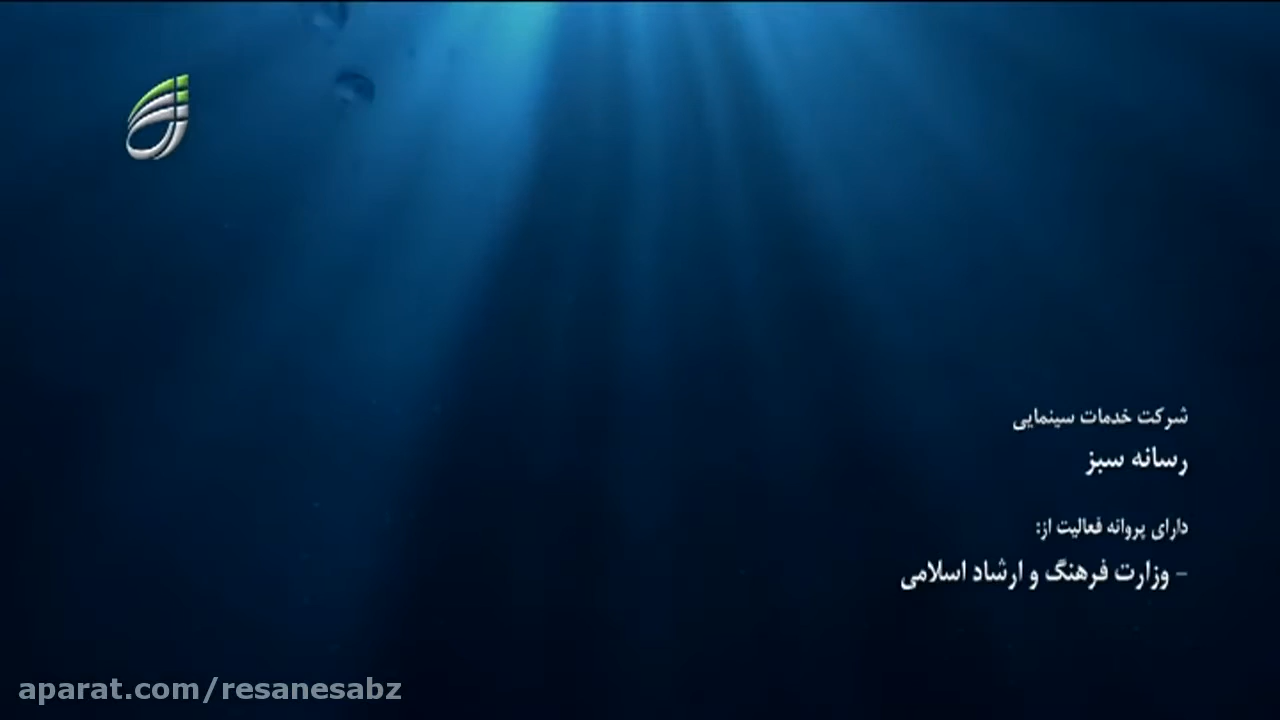 شرکت خدمات سینمایی
رسانه سبز
دارای پروانه فعالیت از:
- وزارت فرهنگ و ارشاد اسلامی
aparat.com/resanesabz